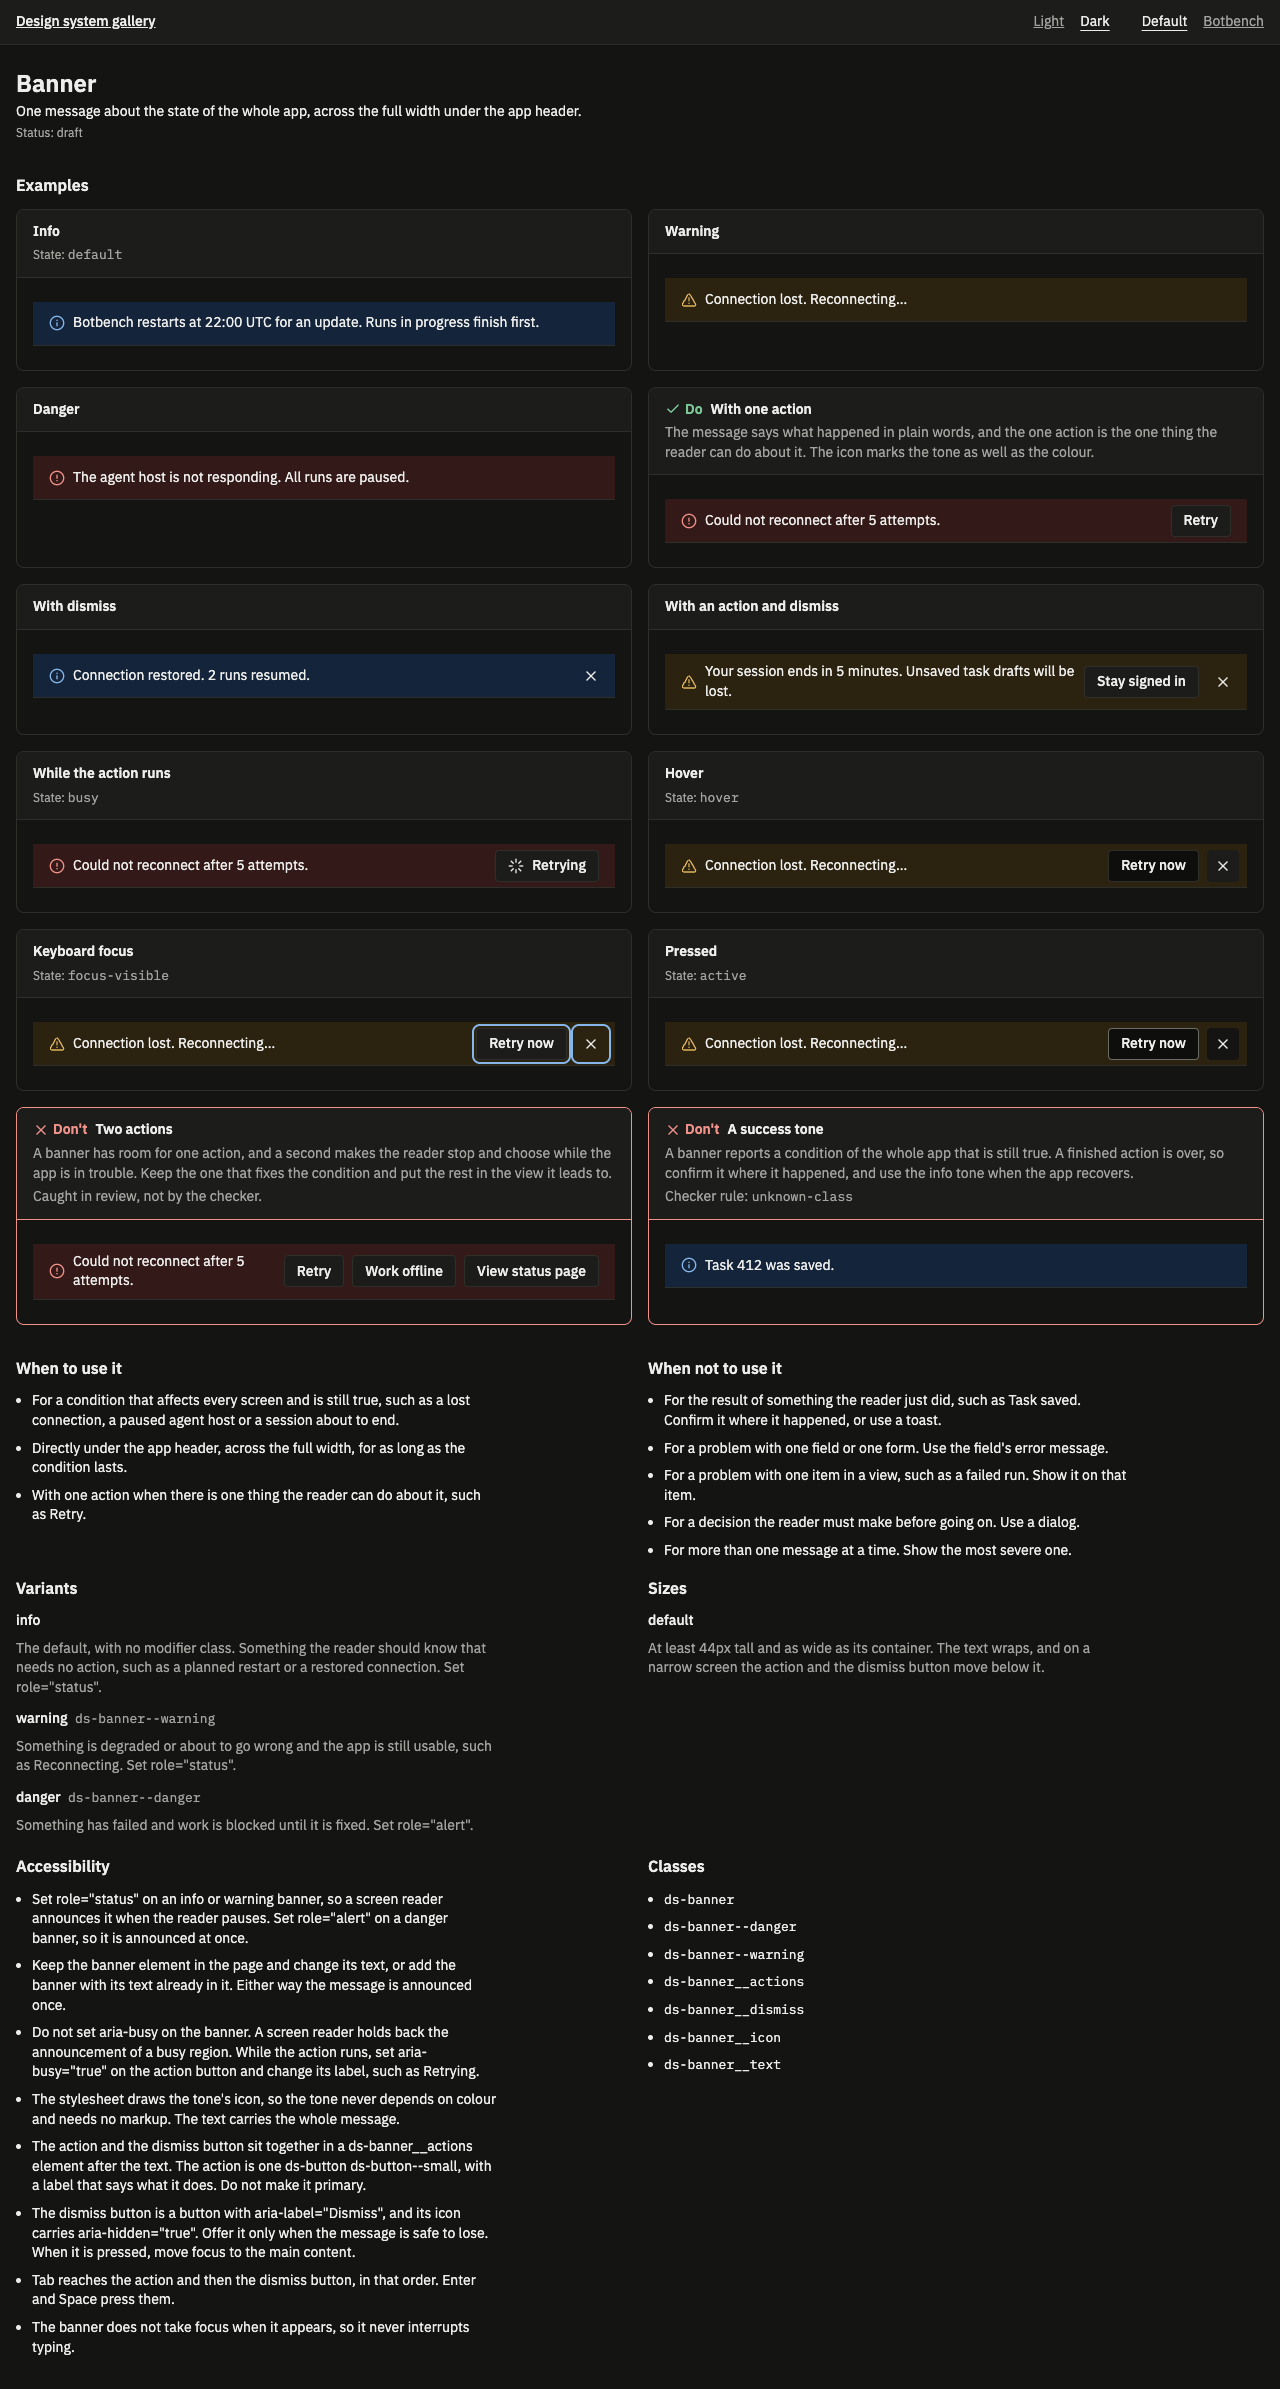 Design system gallery
Light Dark Default Botbench
Banner
One message about the state of the whole app, across the full width under the app header.
Status: draft
Examples
Info
State: default
Botbench restarts at 22:00 UTC for an update. Runs in progress finish first.
Warning
Connection lost. Reconnecting…
Danger
The agent host is not responding. All runs are paused.
Do With one action
The message says what happened in plain words, and the one action is the one thing the
reader can do about it. The icon marks the tone as well as the colour.
Could not reconnect after 5 attempts.
Retry
With dismiss
Connection restored. 2 runs resumed.
With an action and dismiss
Your session ends in 5 minutes. Unsaved task drafts will be
lost.
Stay signed in
While the action runs
State: busy
Could not reconnect after 5 attempts.
Retrying
Hover
State: hover
Connection lost. Reconnecting…
Retry now
Keyboard focus
State: focus-visible
Connection lost. Reconnecting…
Retry now
Pressed
State: active
Connection lost. Reconnecting…
Retry now
Don't Two actions
A banner has room for one action, and a second makes the reader stop and choose while the
app is in trouble. Keep the one that fixes the condition and put the rest in the view it leads to.
Caught in review, not by the checker.
Could not reconnect after 5
attempts.
Retry
Work offline
View status page
Don't A success tone
A banner reports a condition of the whole app that is still true. A finished action is over, so
confirm it where it happened, and use the info tone when the app recovers.
Checker rule: unknown-class
Task 412 was saved.
When to use it
For a condition that affects every screen and is still true, such as a lost
connection, a paused agent host or a session about to end.
Directly under the app header, across the full width, for as long as the
condition lasts.
With one action when there is one thing the reader can do about it, such
as Retry.
When not to use it
For the result of something the reader just did, such as Task saved.
Confirm it where it happened, or use a toast.
For a problem with one field or one form. Use the field's error message.
For a problem with one item in a view, such as a failed run. Show it on that
item.
For a decision the reader must make before going on. Use a dialog.
For more than one message at a time. Show the most severe one.
Variants
info
The default, with no modifier class. Something the reader should know that
needs no action, such as a planned restart or a restored connection. Set
role="status".
warning ds-banner--warning
Something is degraded or about to go wrong and the app is still usable, such
as Reconnecting. Set role="status".
danger ds-banner--danger
Something has failed and work is blocked until it is fixed. Set role="alert".
Sizes
default
At least 44px tall and as wide as its container. The text wraps, and on a
narrow screen the action and the dismiss button move below it.
Accessibility
Set role="status" on an info or warning banner, so a screen reader
announces it when the reader pauses. Set role="alert" on a danger
banner, so it is announced at once.
Keep the banner element in the page and change its text, or add the
banner with its text already in it. Either way the message is announced
once.
Do not set aria-busy on the banner. A screen reader holds back the
announcement of a busy region. While the action runs, set aria-
busy="true" on the action button and change its label, such as Retrying.
The stylesheet draws the tone's icon, so the tone never depends on colour
and needs no markup. The text carries the whole message.
The action and the dismiss button sit together in a ds-banner__actions
element after the text. The action is one ds-button ds-button--small, with
a label that says what it does. Do not make it primary.
The dismiss button is a button with aria-label="Dismiss", and its icon
carries aria-hidden="true". Offer it only when the message is safe to lose.
When it is pressed, move focus to the main content.
Tab reaches the action and then the dismiss button, in that order. Enter
and Space press them.
The banner does not take focus when it appears, so it never interrupts
typing.
Classes
ds-banner
ds-banner--danger
ds-banner--warning
ds-banner__actions
ds-banner__dismiss
ds-banner__icon
ds-banner__text